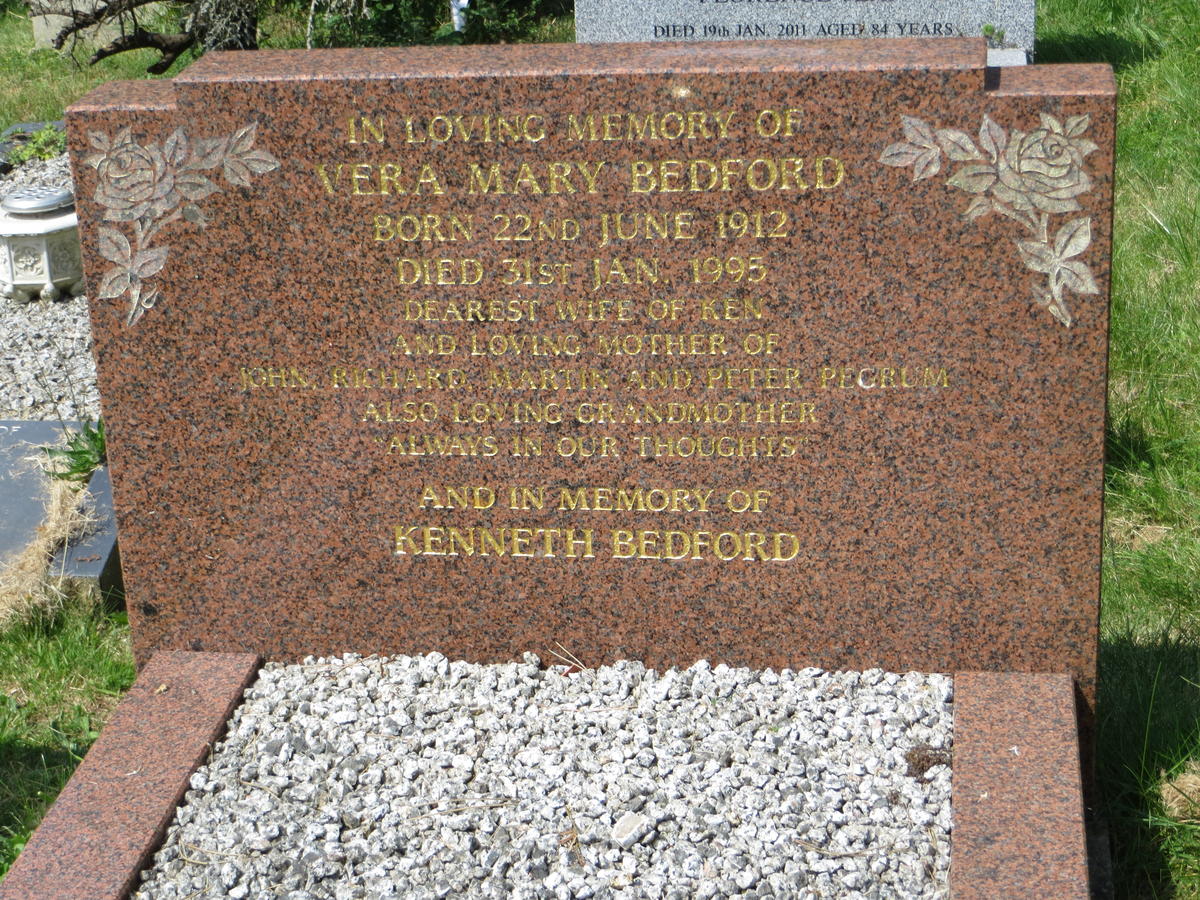 DIED 19th JAN. 2011 AGED 84 YEARS
IN LOVING MEMORY OF
VERA MARY BEDFORD
BORN 22ND JUNE 1912
DIED 31ST JAN. 1995
DEAREST WIFE OF KEN
AND LOVING MOTHER OF
JOHN, RICHARD, MARTIN AND PETER PEGRUM
ALSO LOVING GRANDMOTHER
"ALWAYS IN OUR THOUGHTS"
AND IN MEMORY OF
KENNETH BEDFORD